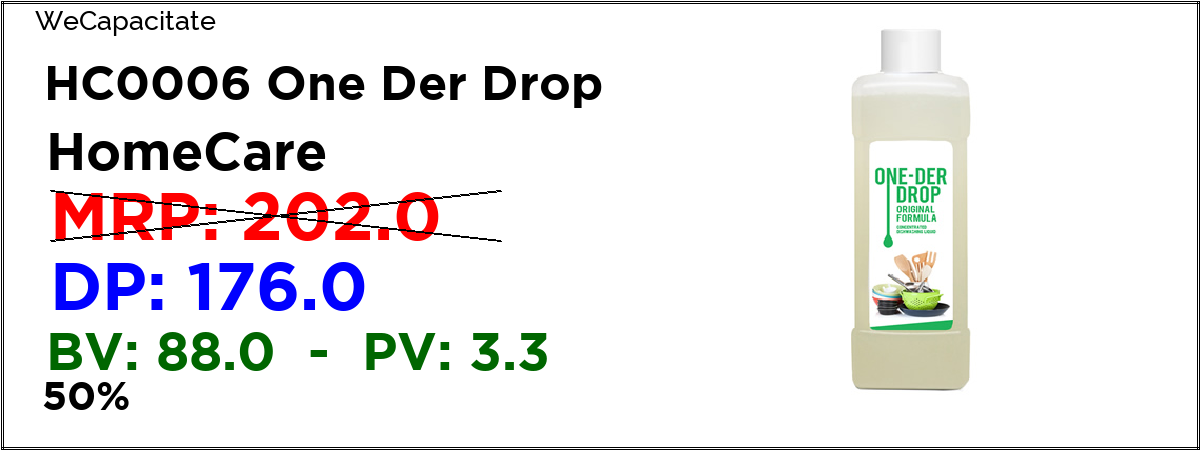 WeCapacitate
HC0006 One Der Drop
HomeCare
MRP: 202.0
DP: 176.0
BV: 88.0 - PV: 3.3
50%
ONE-DER
DROP
ORIGINAL
FORMULA
CONCENTRATED
DISHWASHING LIQUID